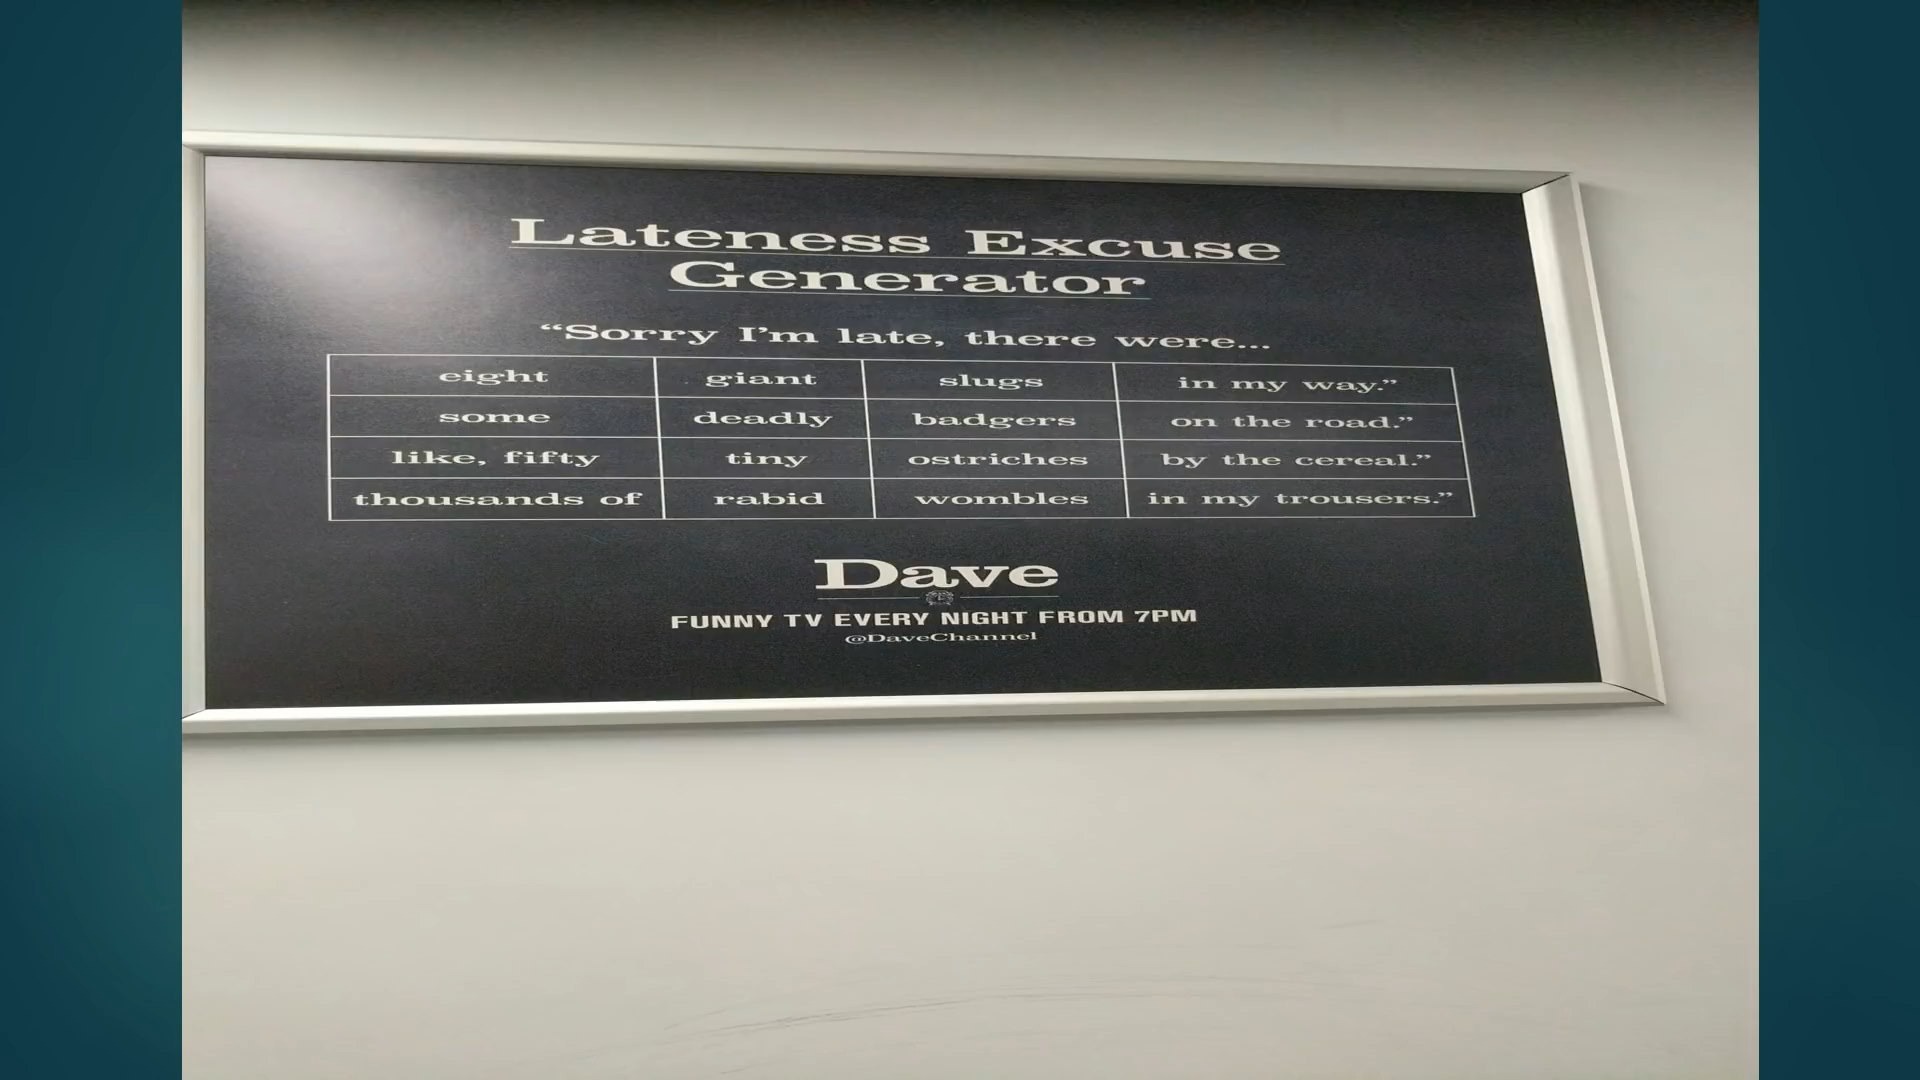 Lateness Excuse
Generator
“Sorry I’m late, there were...
eight giant slugs in my way.”
some deadly badgers on the road.”
like, fifty tiny ostriches by the cereal.”
thousands of rabid wombles in my trousers.”
Dave
FUNNY TV EVERY NIGHT FROM 7PM
@DaveChannel